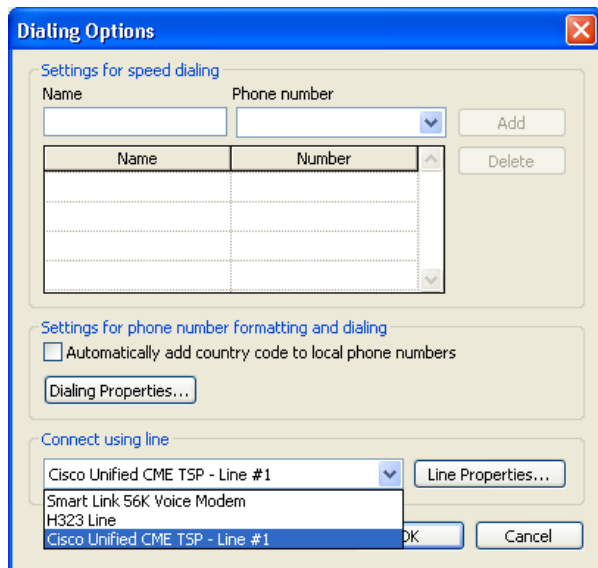 Dialing Options
Settings for speed dialing
Name Phone number
Add
Name Number
Delete
Settings for phone number formatting and dialing
Automatically add country code to local phone numbers
Dialing Properties...
Connect using line
Cisco Unified CME TSP - Line #1
Line Properties...
Smart Link 56K Voice Modem
H323 Line
Cisco Unified CME TSP - Line #1
Cancel